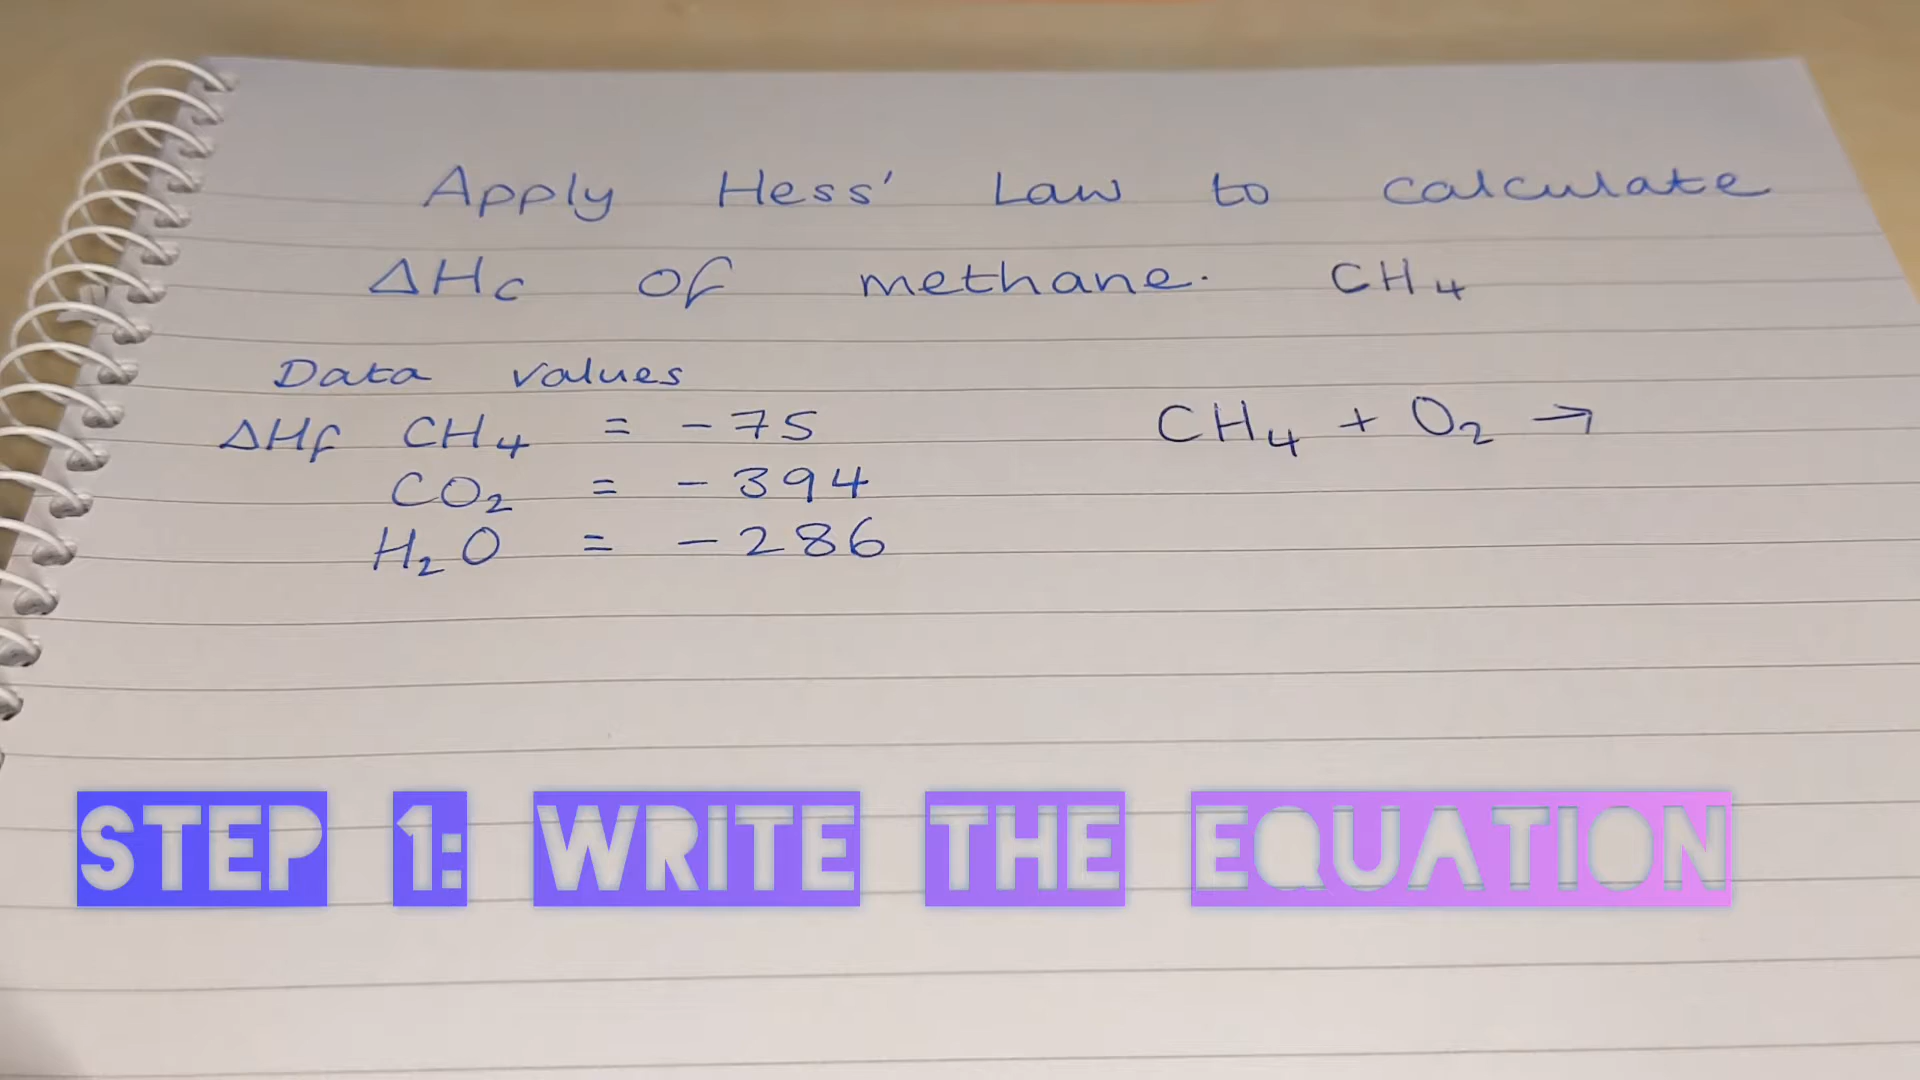 Apply Hess' Law to calculate
ΔHc of methane. CH₄
Data values
ΔHf CH₄ = -75
CO₂ = -394
H₂O = -286
CH₄ + O₂ →
STEP 1: WRITE THE EQUATION